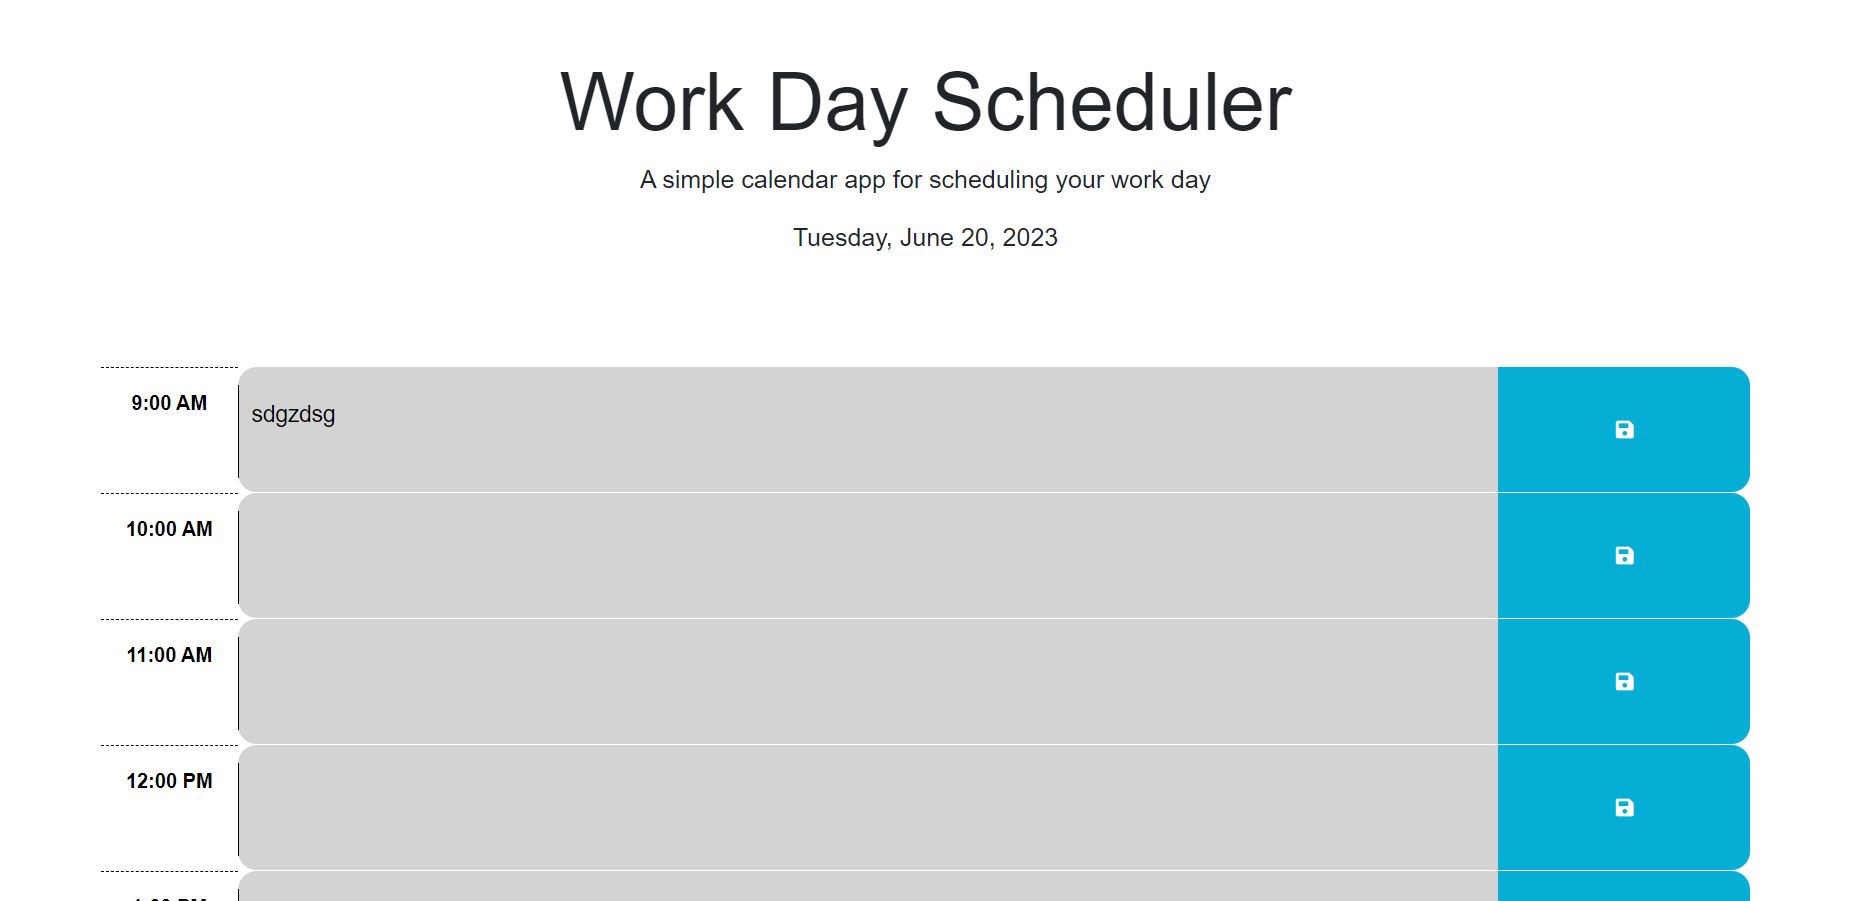 Work Day Scheduler
A simple calendar app for scheduling your work day
Tuesday, June 20, 2023
9:00 AM
sdgzdsg
10:00 AM
11:00 AM
12:00 PM